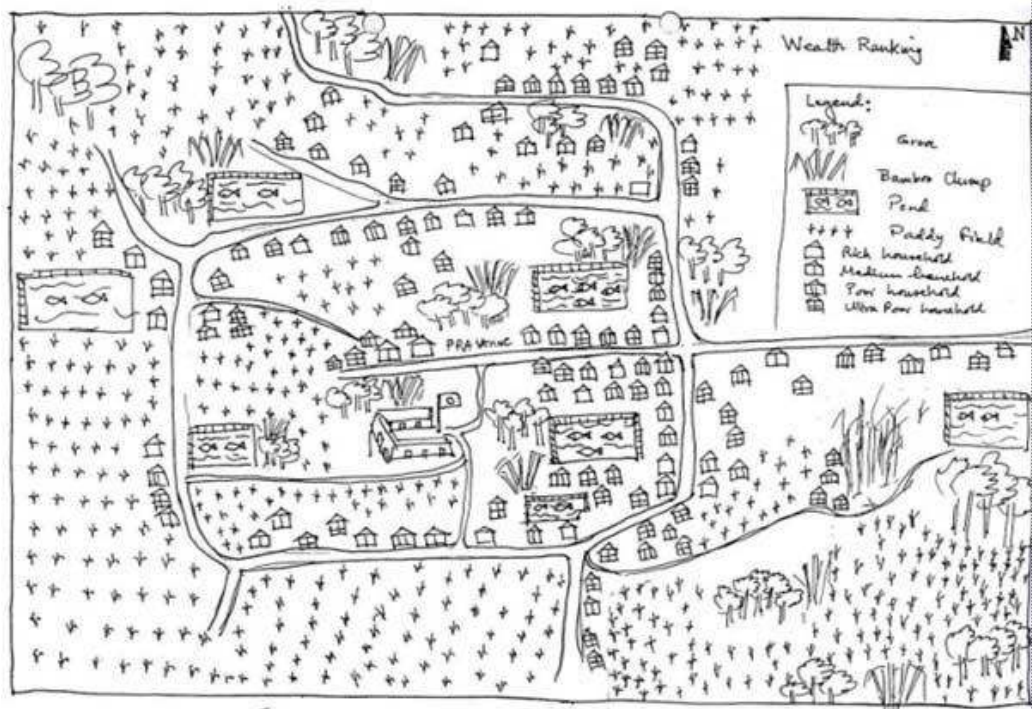 Wealth Ranking
N
Legend:
Grove
Bamboo Clump
Pond
Paddy Field
Rich household
Medium household
Poor household
Ultra Poor household
PRA Venue